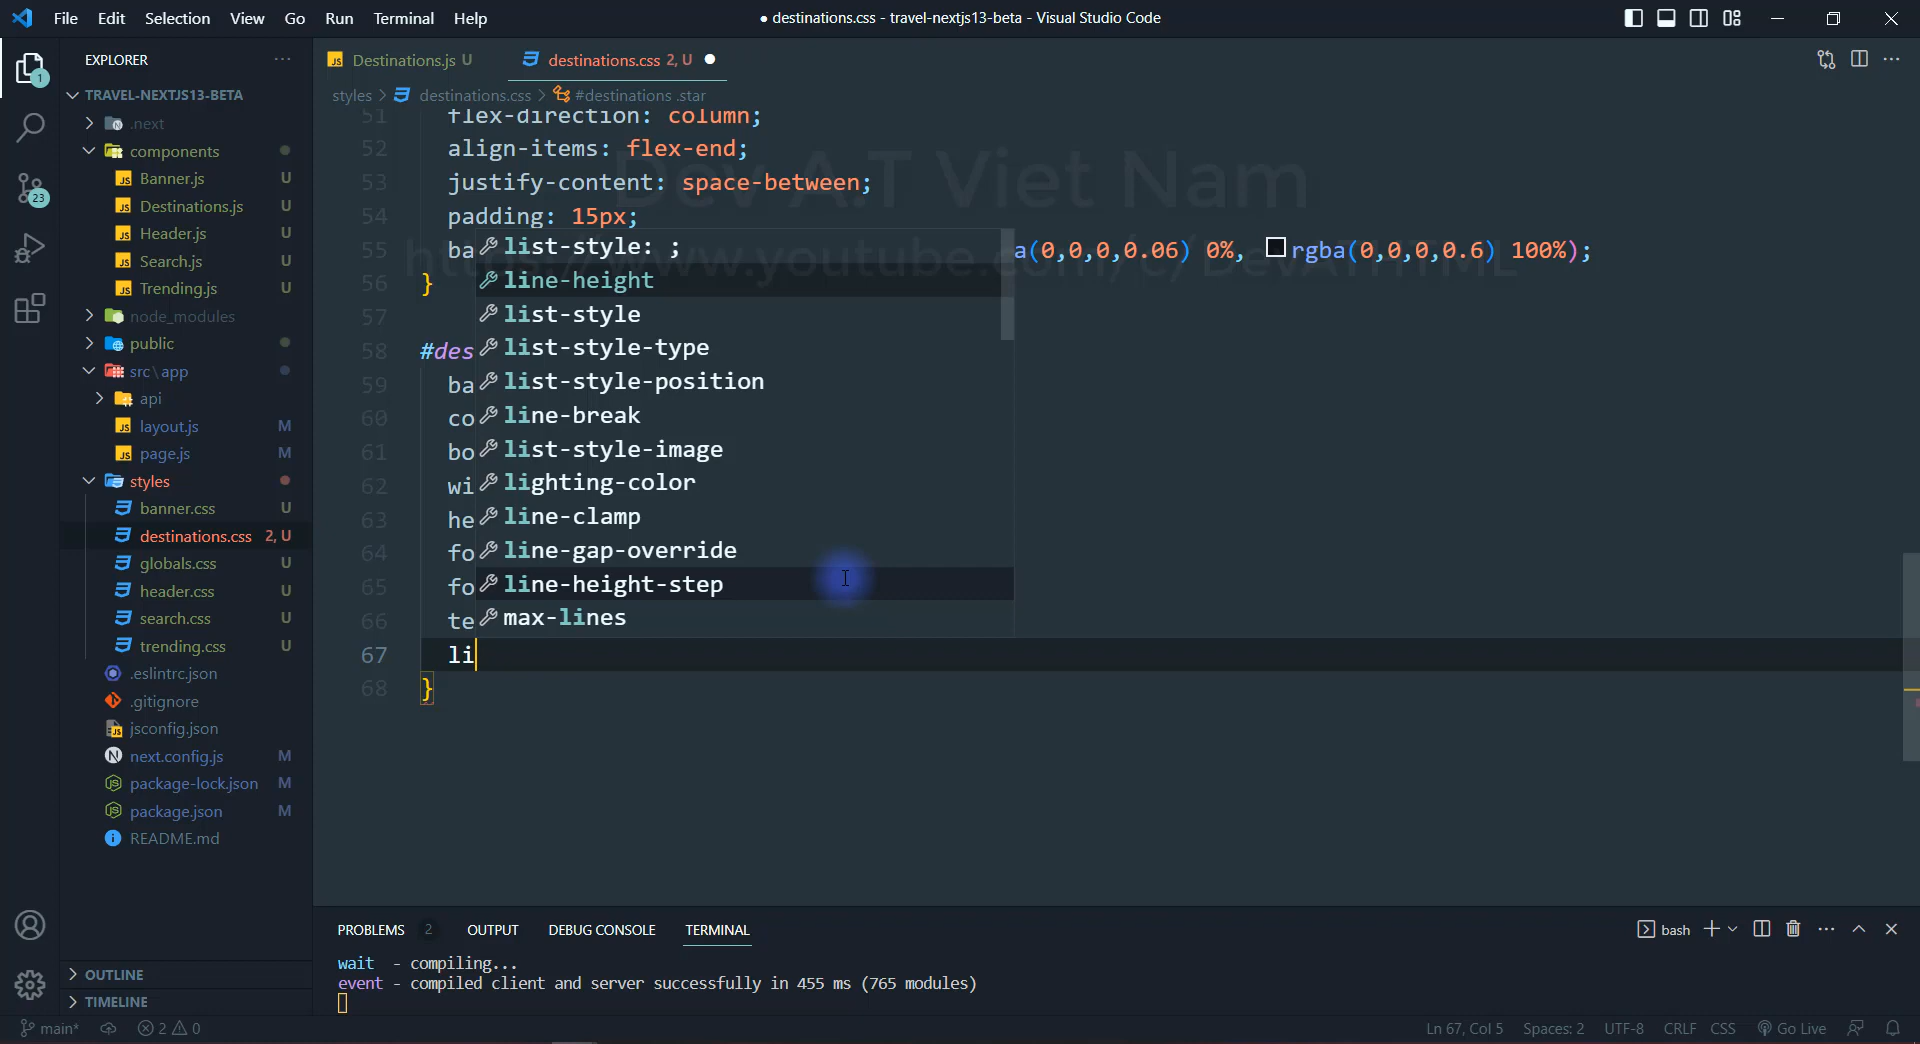 File Edit Selection View Go Run Terminal Help
● destinations.css - travel-nextjs13-beta - Visual Studio Code
EXPLORER
TRAVEL-NEXTJS13-BETA
.next
components
Banner.js U
Destinations.js U
Header.js U
Search.js U
Trending.js U
node_modules
public
src\app
api
layout.js M
page.js M
styles
banner.css U
destinations.css 2, U
globals.css U
header.css U
search.css U
trending.css U
.eslintrc.json
.gitignore
jsconfig.json
next.config.js M
package-lock.json M
package.json M
README.md
OUTLINE
TIMELINE
1
23
Destinations.js U
destinations.css 2, U
styles > destinations.css > #destinations .star
Dev A.T Viet Nam
https://www.youtube.com/c/DevATHTML
51 flex-direction: column;
52 align-items: flex-end;
53 justify-content: space-between;
54 padding: 15px;
55 ba a(0,0,0,0.06) 0%, rgba(0,0,0,0.6) 100%);
56 }
57
58 #des
59 ba
60 co
61 bo
62 wi
63 he
64 fo
65 fo
66 te
67 li
68 }
list-style: ;
line-height
list-style
list-style-type
list-style-position
line-break
list-style-image
lighting-color
line-clamp
line-gap-override
line-height-step
max-lines
PROBLEMS 2 OUTPUT DEBUG CONSOLE TERMINAL
bash
wait - compiling...
event - compiled client and server successfully in 455 ms (765 modules)
main* 2 0
Ln 67, Col 5 Spaces: 2 UTF-8 CRLF CSS Go Live